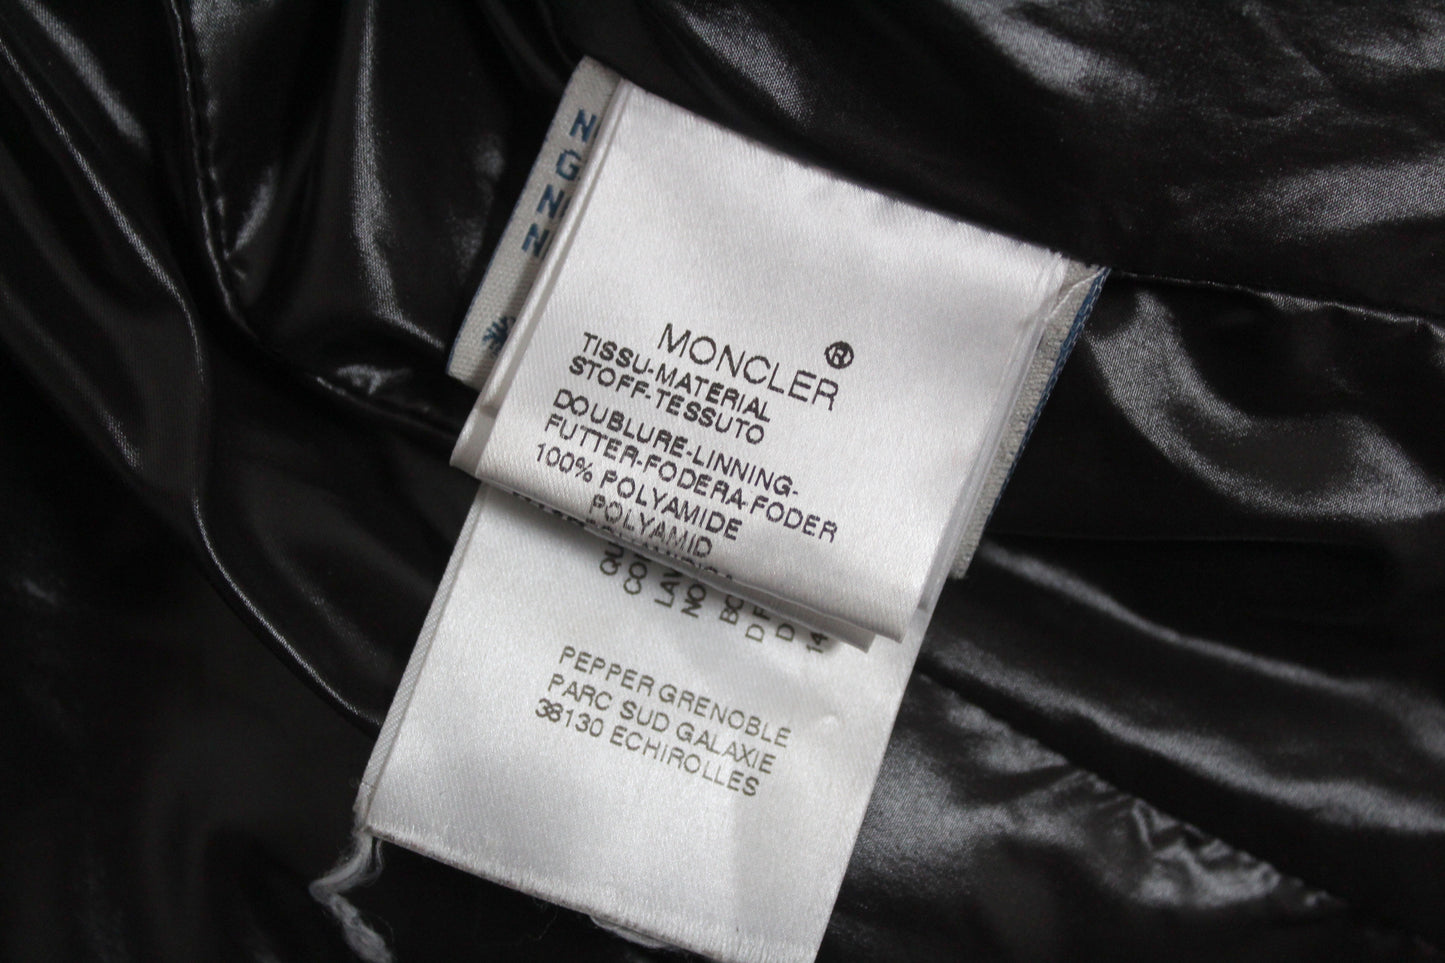 MONCLER®
TISSU-MATERIAL
STOFF-TESSUTO
DOUBLURE-LINNING-
FUTTER-FODERA-FODER
100% POLYAMIDE
POLYAMID
PEPPER GRENOBLE
PARC SUD GALAXIE
38130 ECHIROLLES